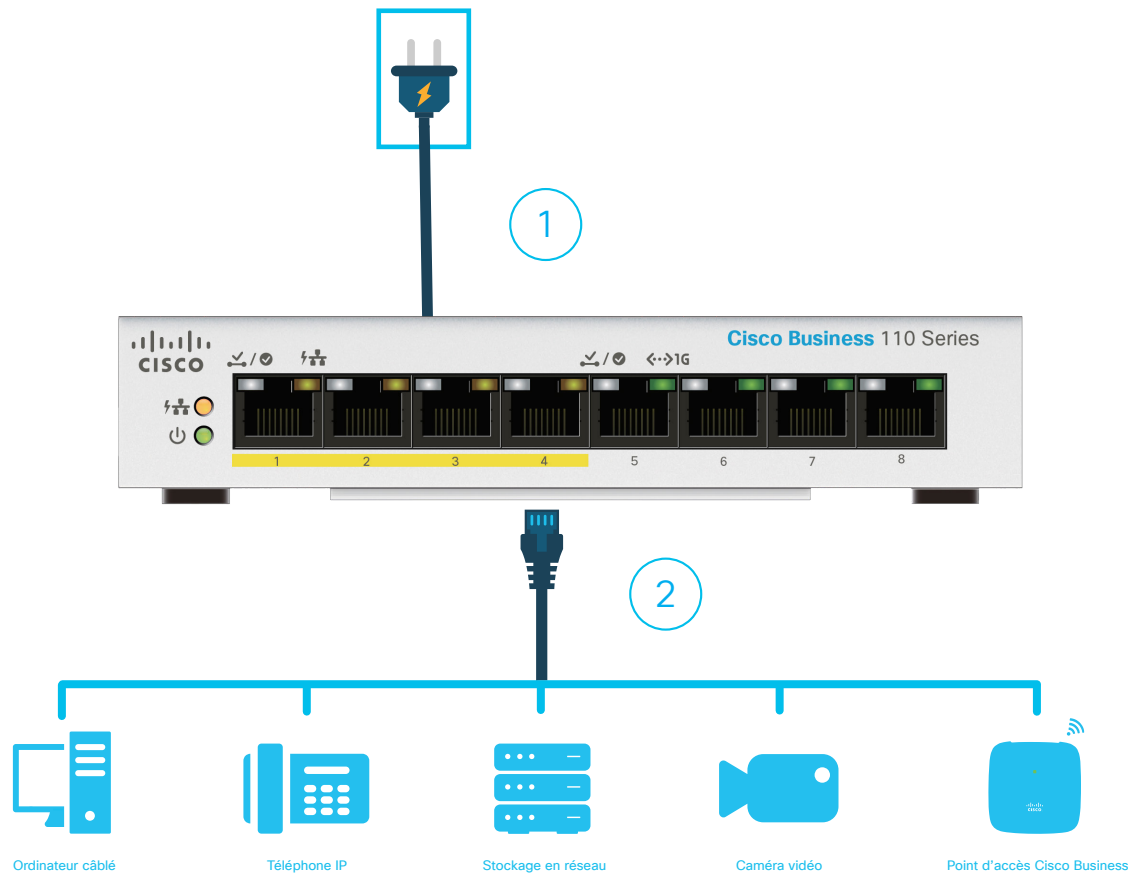 1
Cisco Business 110 Series
CISCO
1G
1 2 3 4 5 6 7 8
2
Ordinateur câblé
Téléphone IP
Stockage en réseau
Caméra vidéo
Point d'accès Cisco Business